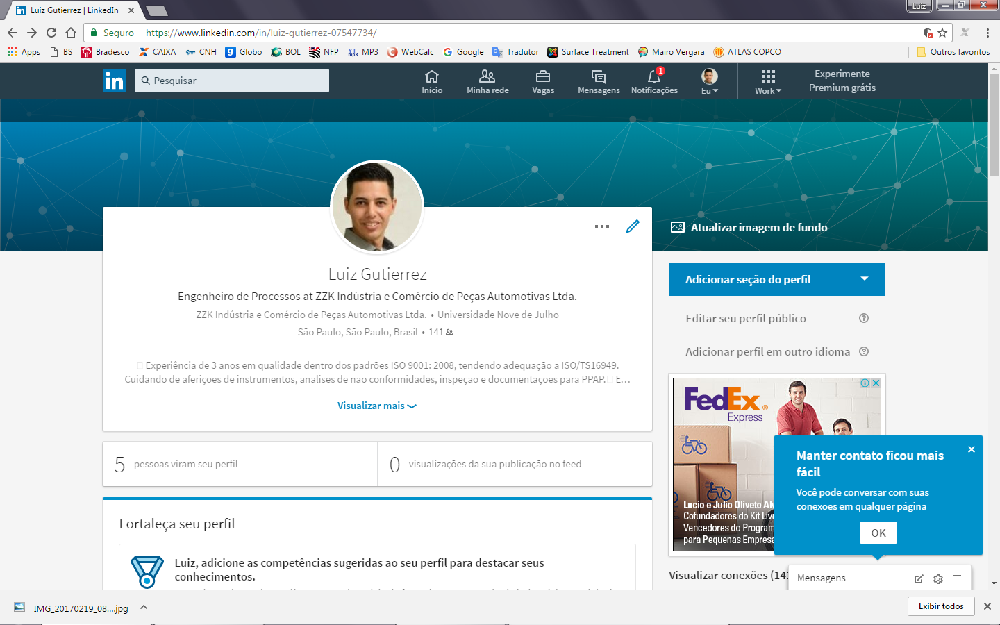 Luiz Gutierrez | LinkedIn
Luiz
Seguro
https://www.linkedin.com/in/luiz-gutierrez-07547734/
Apps BS Bradesco CAIXA CNH Globo BOL NFP MP3 WebCalc Google Tradutor Surface Treatment Mairo Vergara ATLAS COPCO Outros favoritos
in
Pesquisar
Início
Minha rede
Vagas
Mensagens
1
Notificações
Eu
Work
Experimente
Premium grátis
Atualizar imagem de fundo
Luiz Gutierrez
Engenheiro de Processos at ZZK Indústria e Comércio de Peças Automotivas Ltda.
ZZK Indústria e Comércio de Peças Automotivas Ltda. • Universidade Nove de Julho
São Paulo, São Paulo, Brasil • 141
Experiência de 3 anos em qualidade dentro dos padrões ISO 9001: 2008, tendendo adequação a ISO/TS16949.
Cuidando de aferições de instrumentos, analises de não conformidades, inspeção e documentações para PPAP. E…
Visualizar mais
5 pessoas viram seu perfil
0 visualizações da sua publicação no feed
Fortaleça seu perfil
Luiz, adicione as competências sugeridas ao seu perfil para destacar seus
conhecimentos.
Adicionar seção do perfil
Editar seu perfil público
Adicionar perfil em outro idioma
FedEx®
Express
Lucio e Julio Oliveto Alv
Cofundadores do Kit Livr
Vencedores do Program
para Pequenas Empresa
Manter contato ficou mais
fácil
Você pode conversar com suas
conexões em qualquer página
OK
Visualizar conexões (141
Mensagens
IMG_20170219_08....jpg
Exibir todos